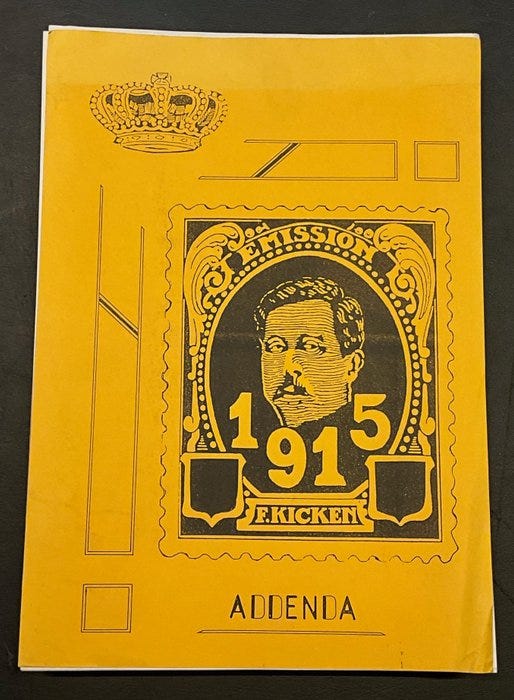 EMISSION
1915
F. KICKEN
ADDENDA